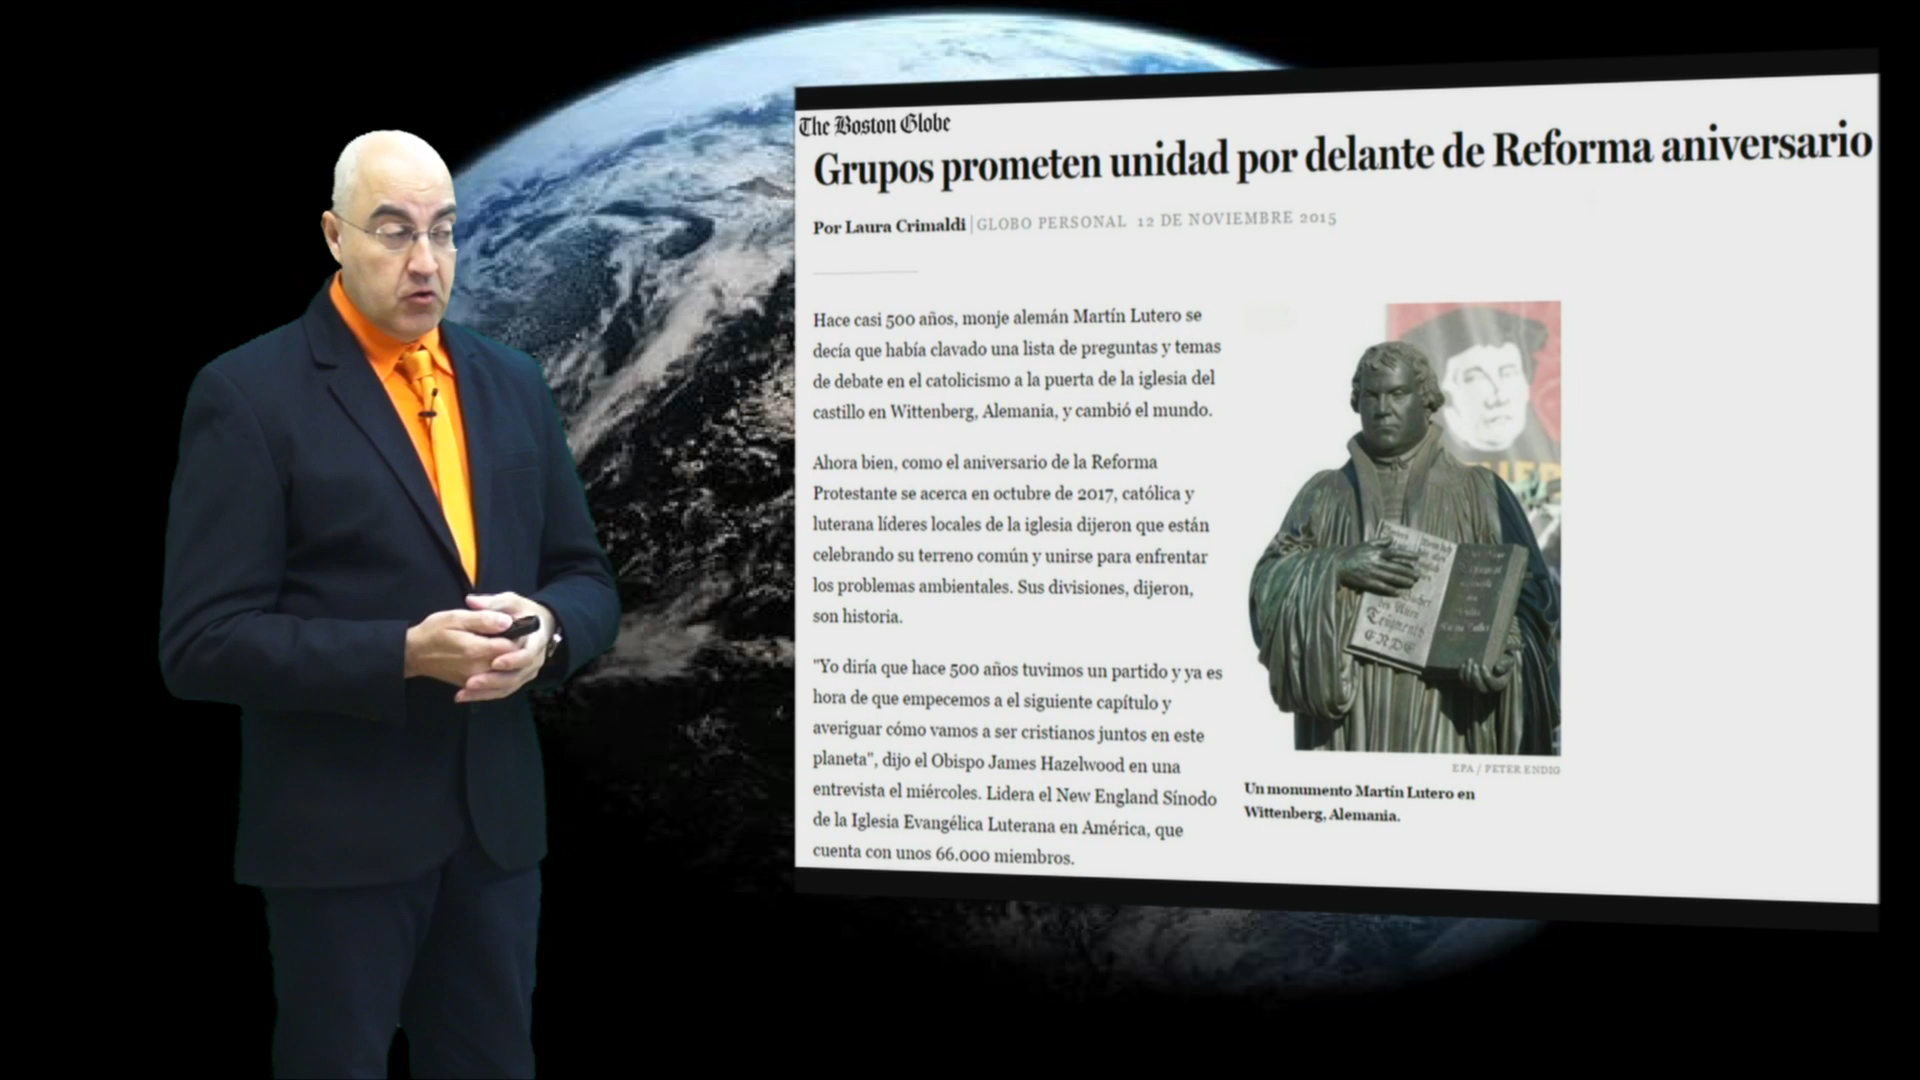 The Boston Globe
Grupos prometen unidad por delante de Reforma aniversario
Por Laura Crimaldi | GLOBO PERSONAL 12 DE NOVIEMBRE 2015
Hace casi 500 años, monje alemán Martín Lutero se
decía que había clavado una lista de preguntas y temas
de debate en el catolicismo a la puerta de la iglesia del
castillo en Wittenberg, Alemania, y cambió el mundo.
Ahora bien, como el aniversario de la Reforma
Protestante se acerca en octubre de 2017, católica y
luterana líderes locales de la iglesia dijeron que están
celebrando su terreno común y unirse para enfrentar
los problemas ambientales. Sus divisiones, dijeron,
son historia.
"Yo diría que hace 500 años tuvimos un partido y ya es
hora de que empecemos a el siguiente capítulo y
averiguar cómo vamos a ser cristianos juntos en este
planeta", dijo el Obispo James Hazelwood en una
entrevista el miércoles. Lidera el New England Sínodo
de la Iglesia Evangélica Luterana en América, que
cuenta con unos 66.000 miembros.
EPA / PETER ENDIG
Un monumento Martín Lutero en
Wittenberg, Alemania.